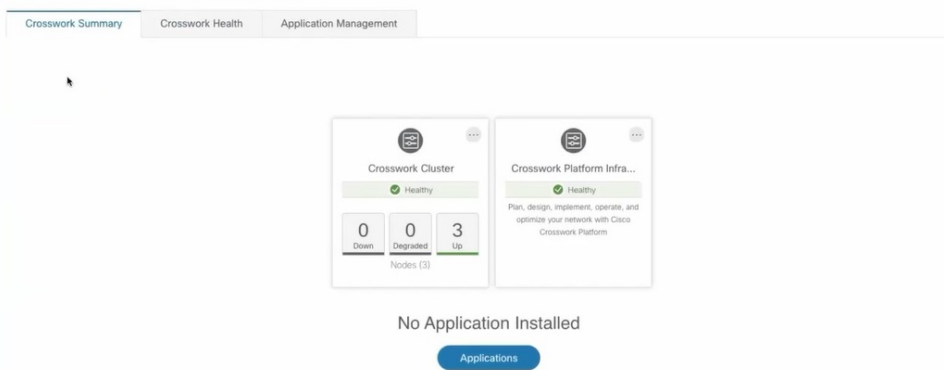 Crosswork Summary
Crosswork Health
Application Management
Crosswork Cluster
Healthy
0 0 3
Down Degraded Up
Nodes (3)
Crosswork Platform Infra...
Healthy
Plan, design, implement, operate, and
optimize your network with Cisco
Crosswork Platform
No Application Installed
Applications